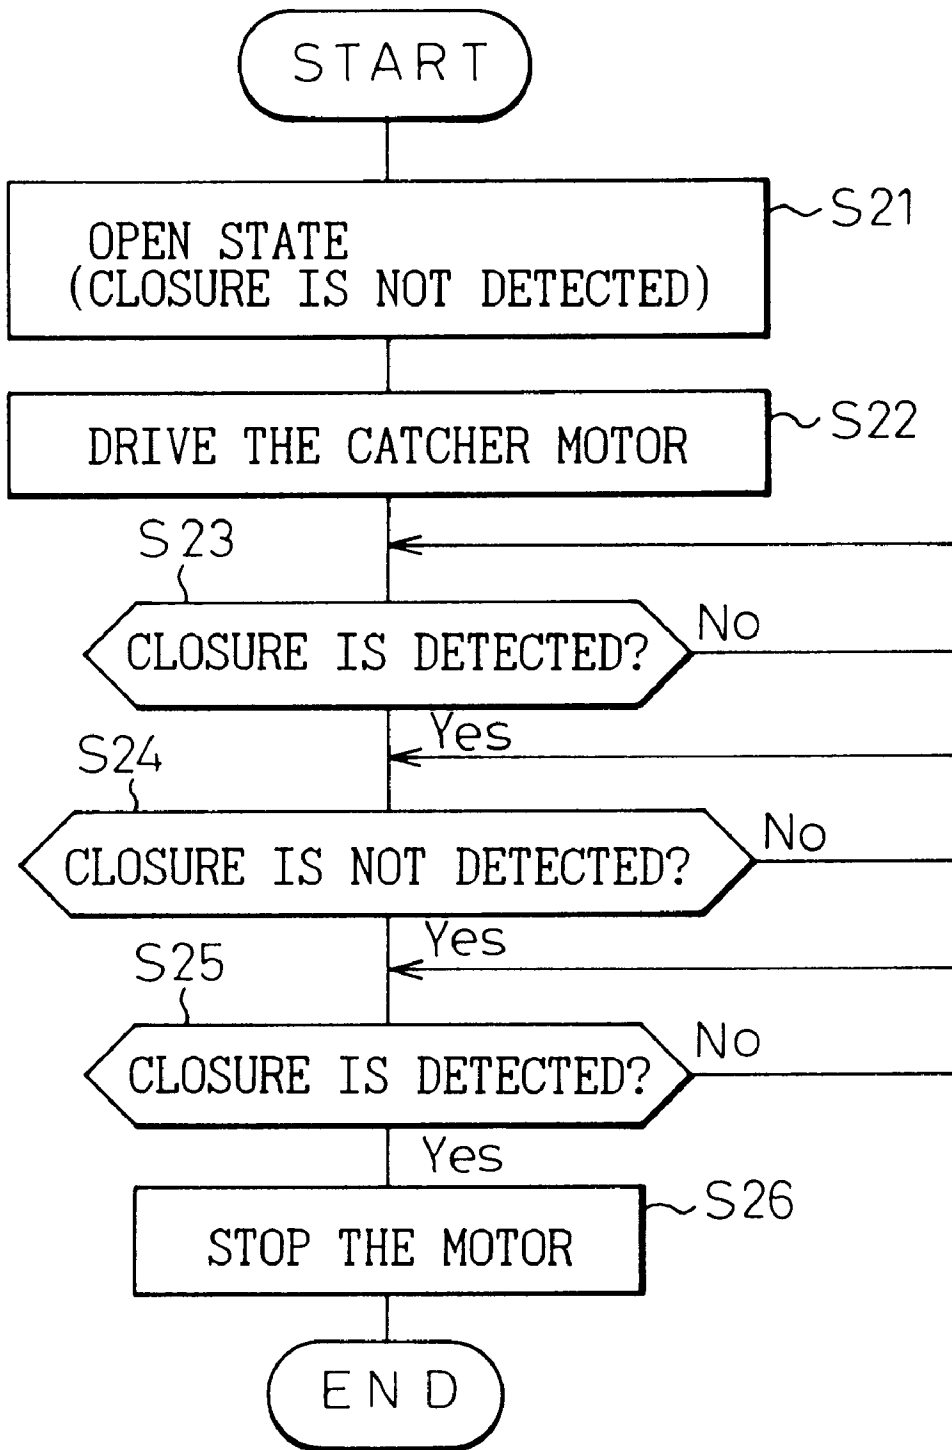 START
OPEN STATE
(CLOSURE IS NOT DETECTED)
S21
DRIVE THE CATCHER MOTOR
S22
S23
CLOSURE IS DETECTED?
No
Yes
S24
CLOSURE IS NOT DETECTED?
No
Yes
S25
CLOSURE IS DETECTED?
No
Yes
STOP THE MOTOR
S26
END